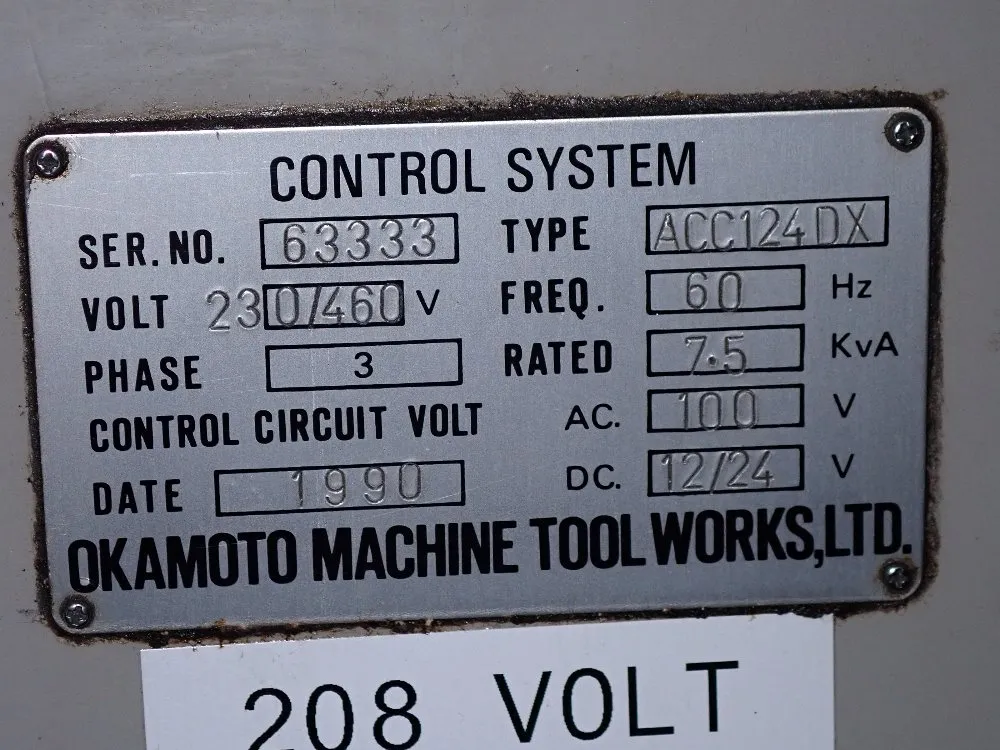 CONTROL SYSTEM
SER. NO. 63333 TYPE ACC124DX
VOLT 230/460 V FREQ. 60 Hz
PHASE 3 RATED 7.5 KvA
CONTROL CIRCUIT VOLT AC. 100 V
DATE 1990 DC. 12/24 V
OKAMOTO MACHINE TOOL WORKS,LTD.
208 VOLT